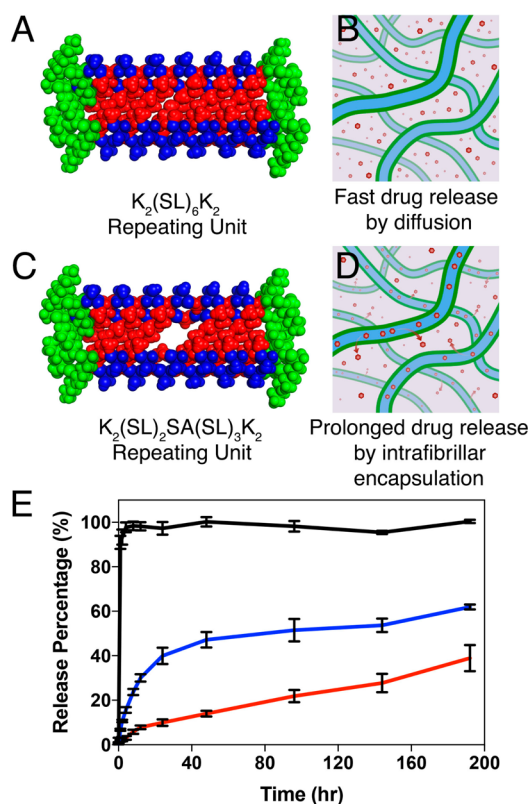 A
K₂(SL)₆K₂
Repeating Unit
B
Fast drug release
by diffusion
C
K₂(SL)₂SA(SL)₃K₂
Repeating Unit
D
Prolonged drug release
by intrafibrillar
encapsulation
E
Release Percentage (%)
100
80
60
40
20
0
0
40
80
120
160
200
Time (hr)